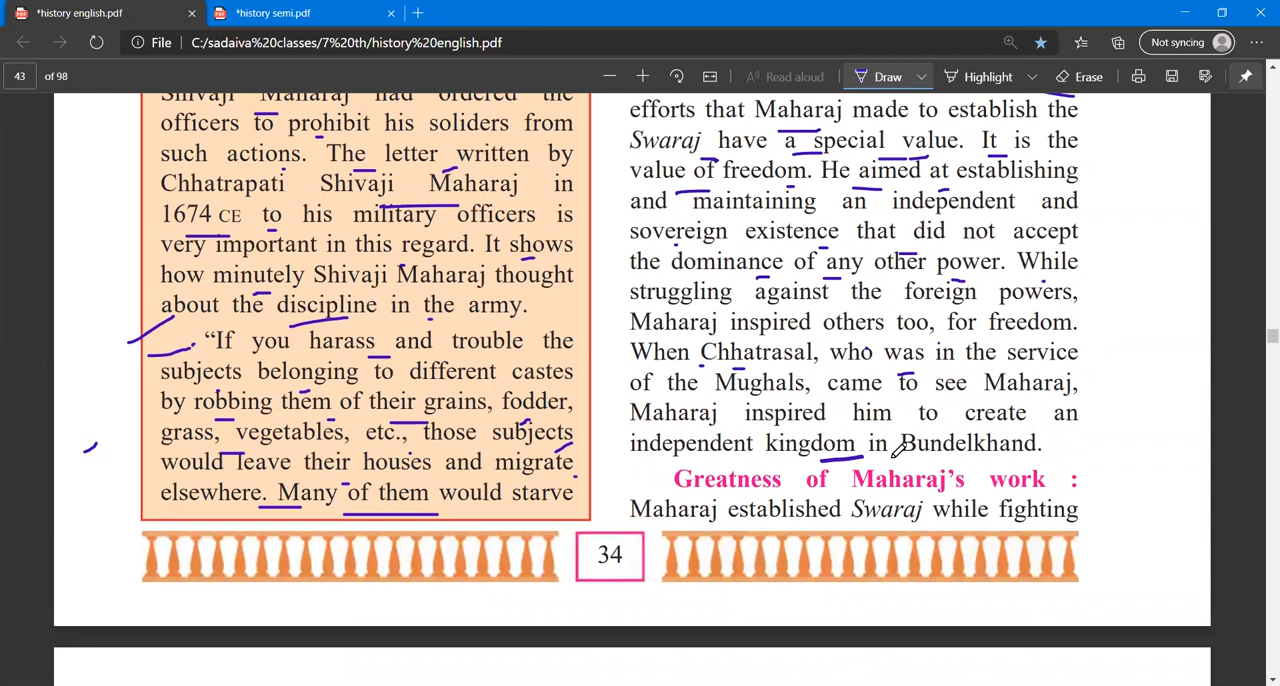 *history english.pdf
*history semi.pdf
File
C:/sadaiva%20classes/7%20th/history%20english.pdf
Not syncing
43 of 98
Read aloud
Draw
Highlight
Erase
Shivaji Maharaj had ordered the
officers to prohibit his soliders from
such actions. The letter written by
Chhatrapati Shivaji Maharaj in
1674 CE to his military officers is
very important in this regard. It shows
how minutely Shivaji Maharaj thought
about the discipline in the army.
“If you harass and trouble the
subjects belonging to different castes
by robbing them of their grains, fodder,
grass, vegetables, etc., those subjects
would leave their houses and migrate
elsewhere. Many of them would starve
efforts that Maharaj made to establish the
Swaraj have a special value. It is the
value of freedom. He aimed at establishing
and maintaining an independent and
sovereign existence that did not accept
the dominance of any other power. While
struggling against the foreign powers,
Maharaj inspired others too, for freedom.
When Chhatrasal, who was in the service
of the Mughals, came to see Maharaj,
Maharaj inspired him to create an
independent kingdom in Bundelkhand.
Greatness of Maharaj’s work :
Maharaj established Swaraj while fighting
34